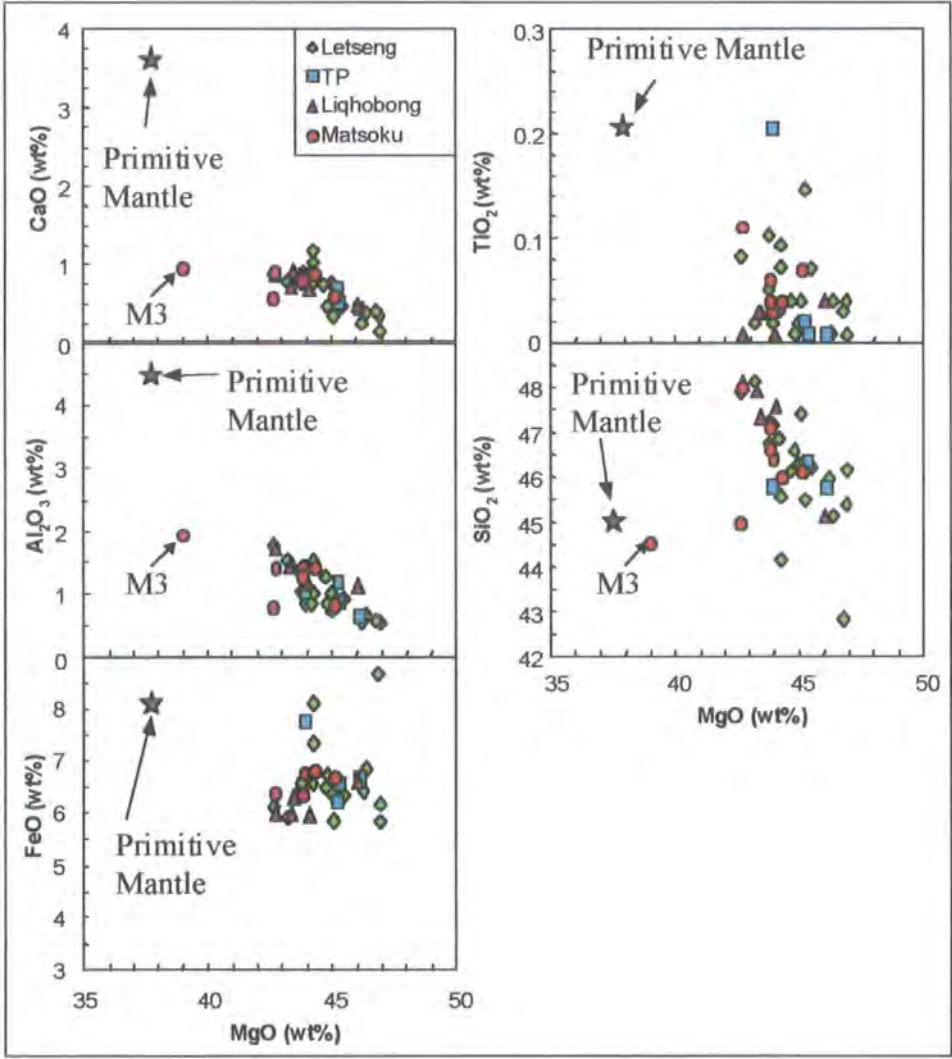 4
3
2
1
0
CaO (wt%)
Letseng
TP
Liqhobong
Matsoku
Primitive
Mantle
M3
4
3
2
1
0
Al2O3 (wt%)
Primitive
Mantle
M3
8
7
6
5
4
3
FeO (wt%)
Primitive
Mantle
35 40 45 50
MgO (wt%)
0.3
0.2
0.1
0
TiO2 (wt%)
Primitive Mantle
48
47
46
45
44
43
42
SiO2 (wt%)
Primitive
Mantle
M3
35 40 45 50
MgO (wt%)